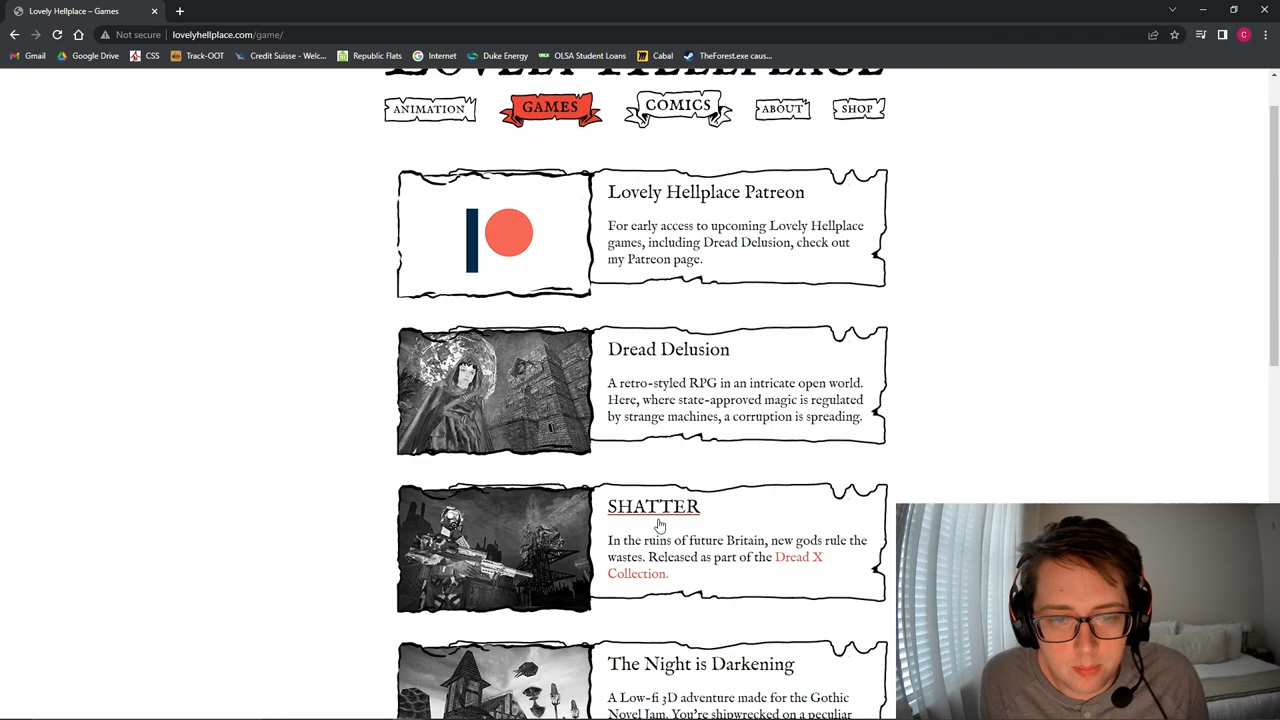 Lovely Hellplace – Games
Not secure
lovelyhellplace.com/game/
C
Gmail
Google Drive
CSS
Track-OOT
Credit Suisse - Welc...
Republic Flats
Internet
Duke Energy
OLSA Student Loans
Cabal
TheForest.exe caus...
LOVELY HELLPLACE
ANIMATION
GAMES
COMICS
ABOUT
SHOP
Lovely Hellplace Patreon
For early access to upcoming Lovely Hellplace
games, including Dread Delusion, check out
my Patreon page.
Dread Delusion
A retro-styled RPG in an intricate open world.
Here, where state-approved magic is regulated
by strange machines, a corruption is spreading.
SHATTER
In the ruins of future Britain, new gods rule the
wastes. Released as part of the Dread X
Collection.
The Night is Darkening
A Low-fi 3D adventure made for the Gothic
Novel Jam. You're shipwrecked on a peculiar